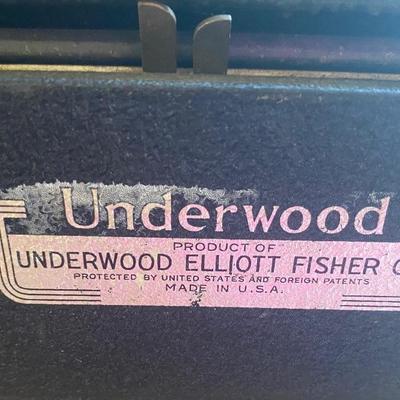 Underwood
PRODUCT OF
UNDERWOOD ELLIOTT FISHER C
PROTECTED BY UNITED STATES AND FOREIGN PATENTS
MADE IN U.S.A.